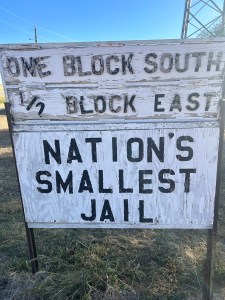 ONE BLOCK SOUTH
1/2 BLOCK EAST
NATION'S
SMALLEST
JAIL